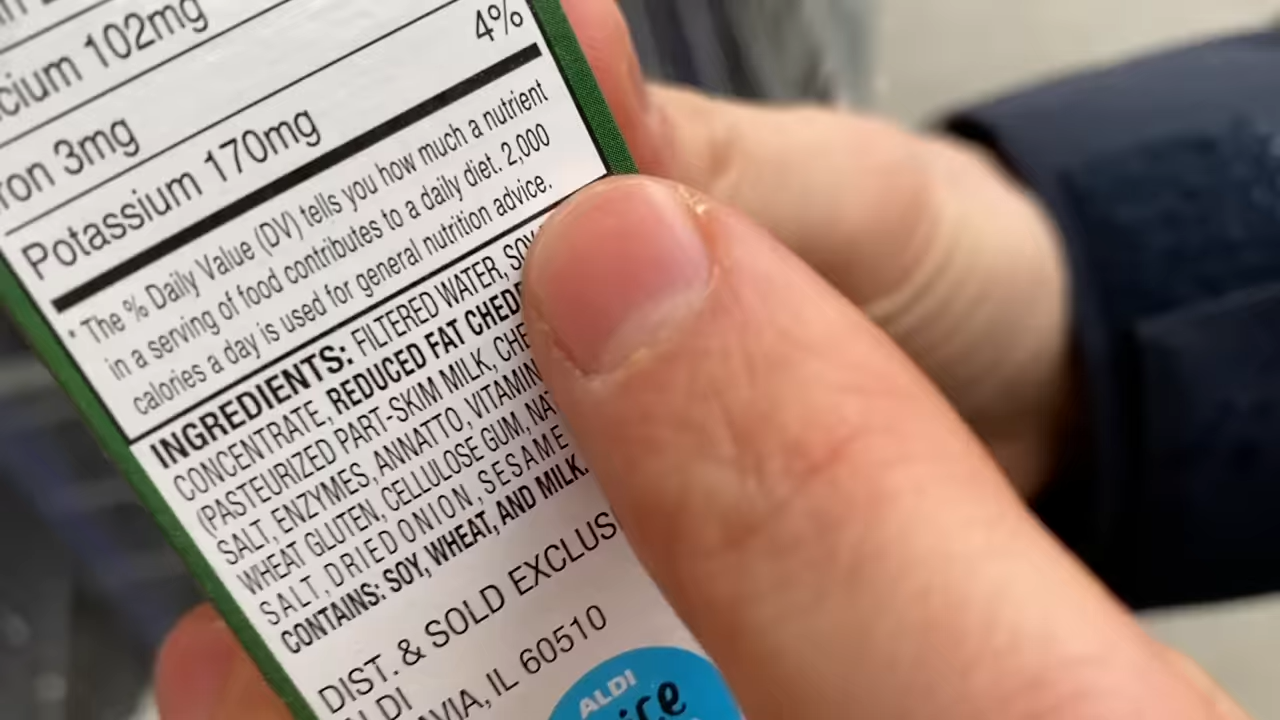 cium 102mg
4%
ron 3mg
Potassium 170mg
* The % Daily Value (DV) tells you how much a nutrient
in a serving of food contributes to a daily diet. 2,000
calories a day is used for general nutrition advice.
INGREDIENTS: FILTERED WATER, SOY
CONCENTRATE, REDUCED FAT CHED
(PASTEURIZED PART-SKIM MILK, CHE
SALT, ENZYMES, ANNATTO, VITAMIN
WHEAT GLUTEN, CELLULOSE GUM, NAT
SALT, DRIED ONION, SESAME
CONTAINS: SOY, WHEAT, AND MILK.
DIST. & SOLD EXCLUS
ALDI
AVIA, IL 60510
ALDI
ice